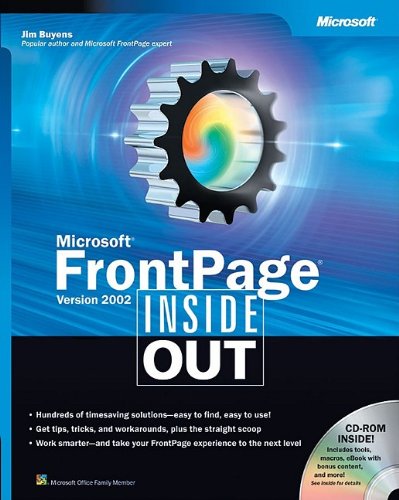 Jim Buyens
Popular author and Microsoft FrontPage expert
Microsoft
Microsoft®
FrontPage®
Version 2002
INSIDE
OUT
• Hundreds of timesaving solutions—easy to find, easy to use!
• Get tips, tricks, and workarounds, plus the straight scoop
• Work smarter—and take your FrontPage experience to the next level
CD-ROM
INSIDE!
Includes tools,
macros, eBook with
bonus content,
and more!
See inside for details
Microsoft Office Family Member